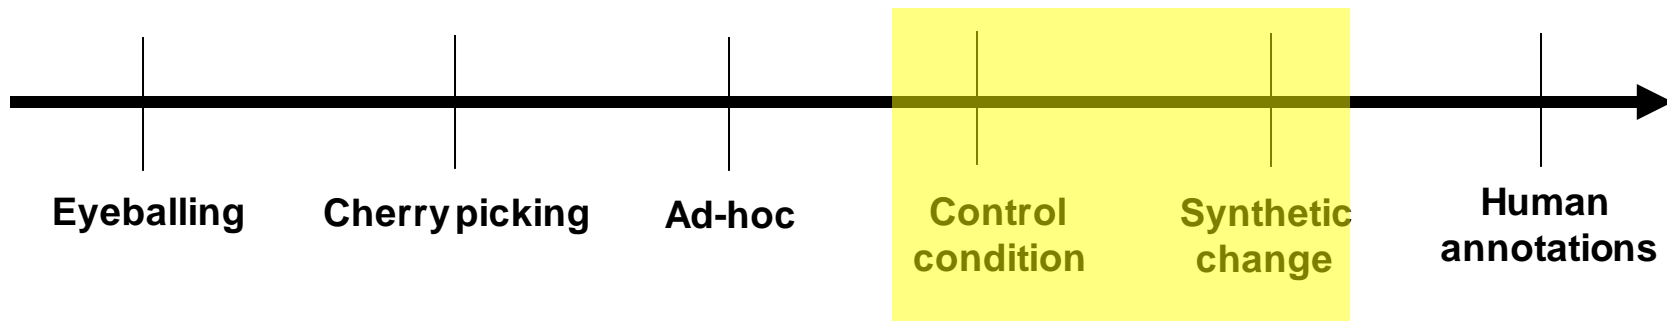 Eyeballing
Cherry picking
Ad-hoc
Control
condition
Synthetic
change
Human
annotations